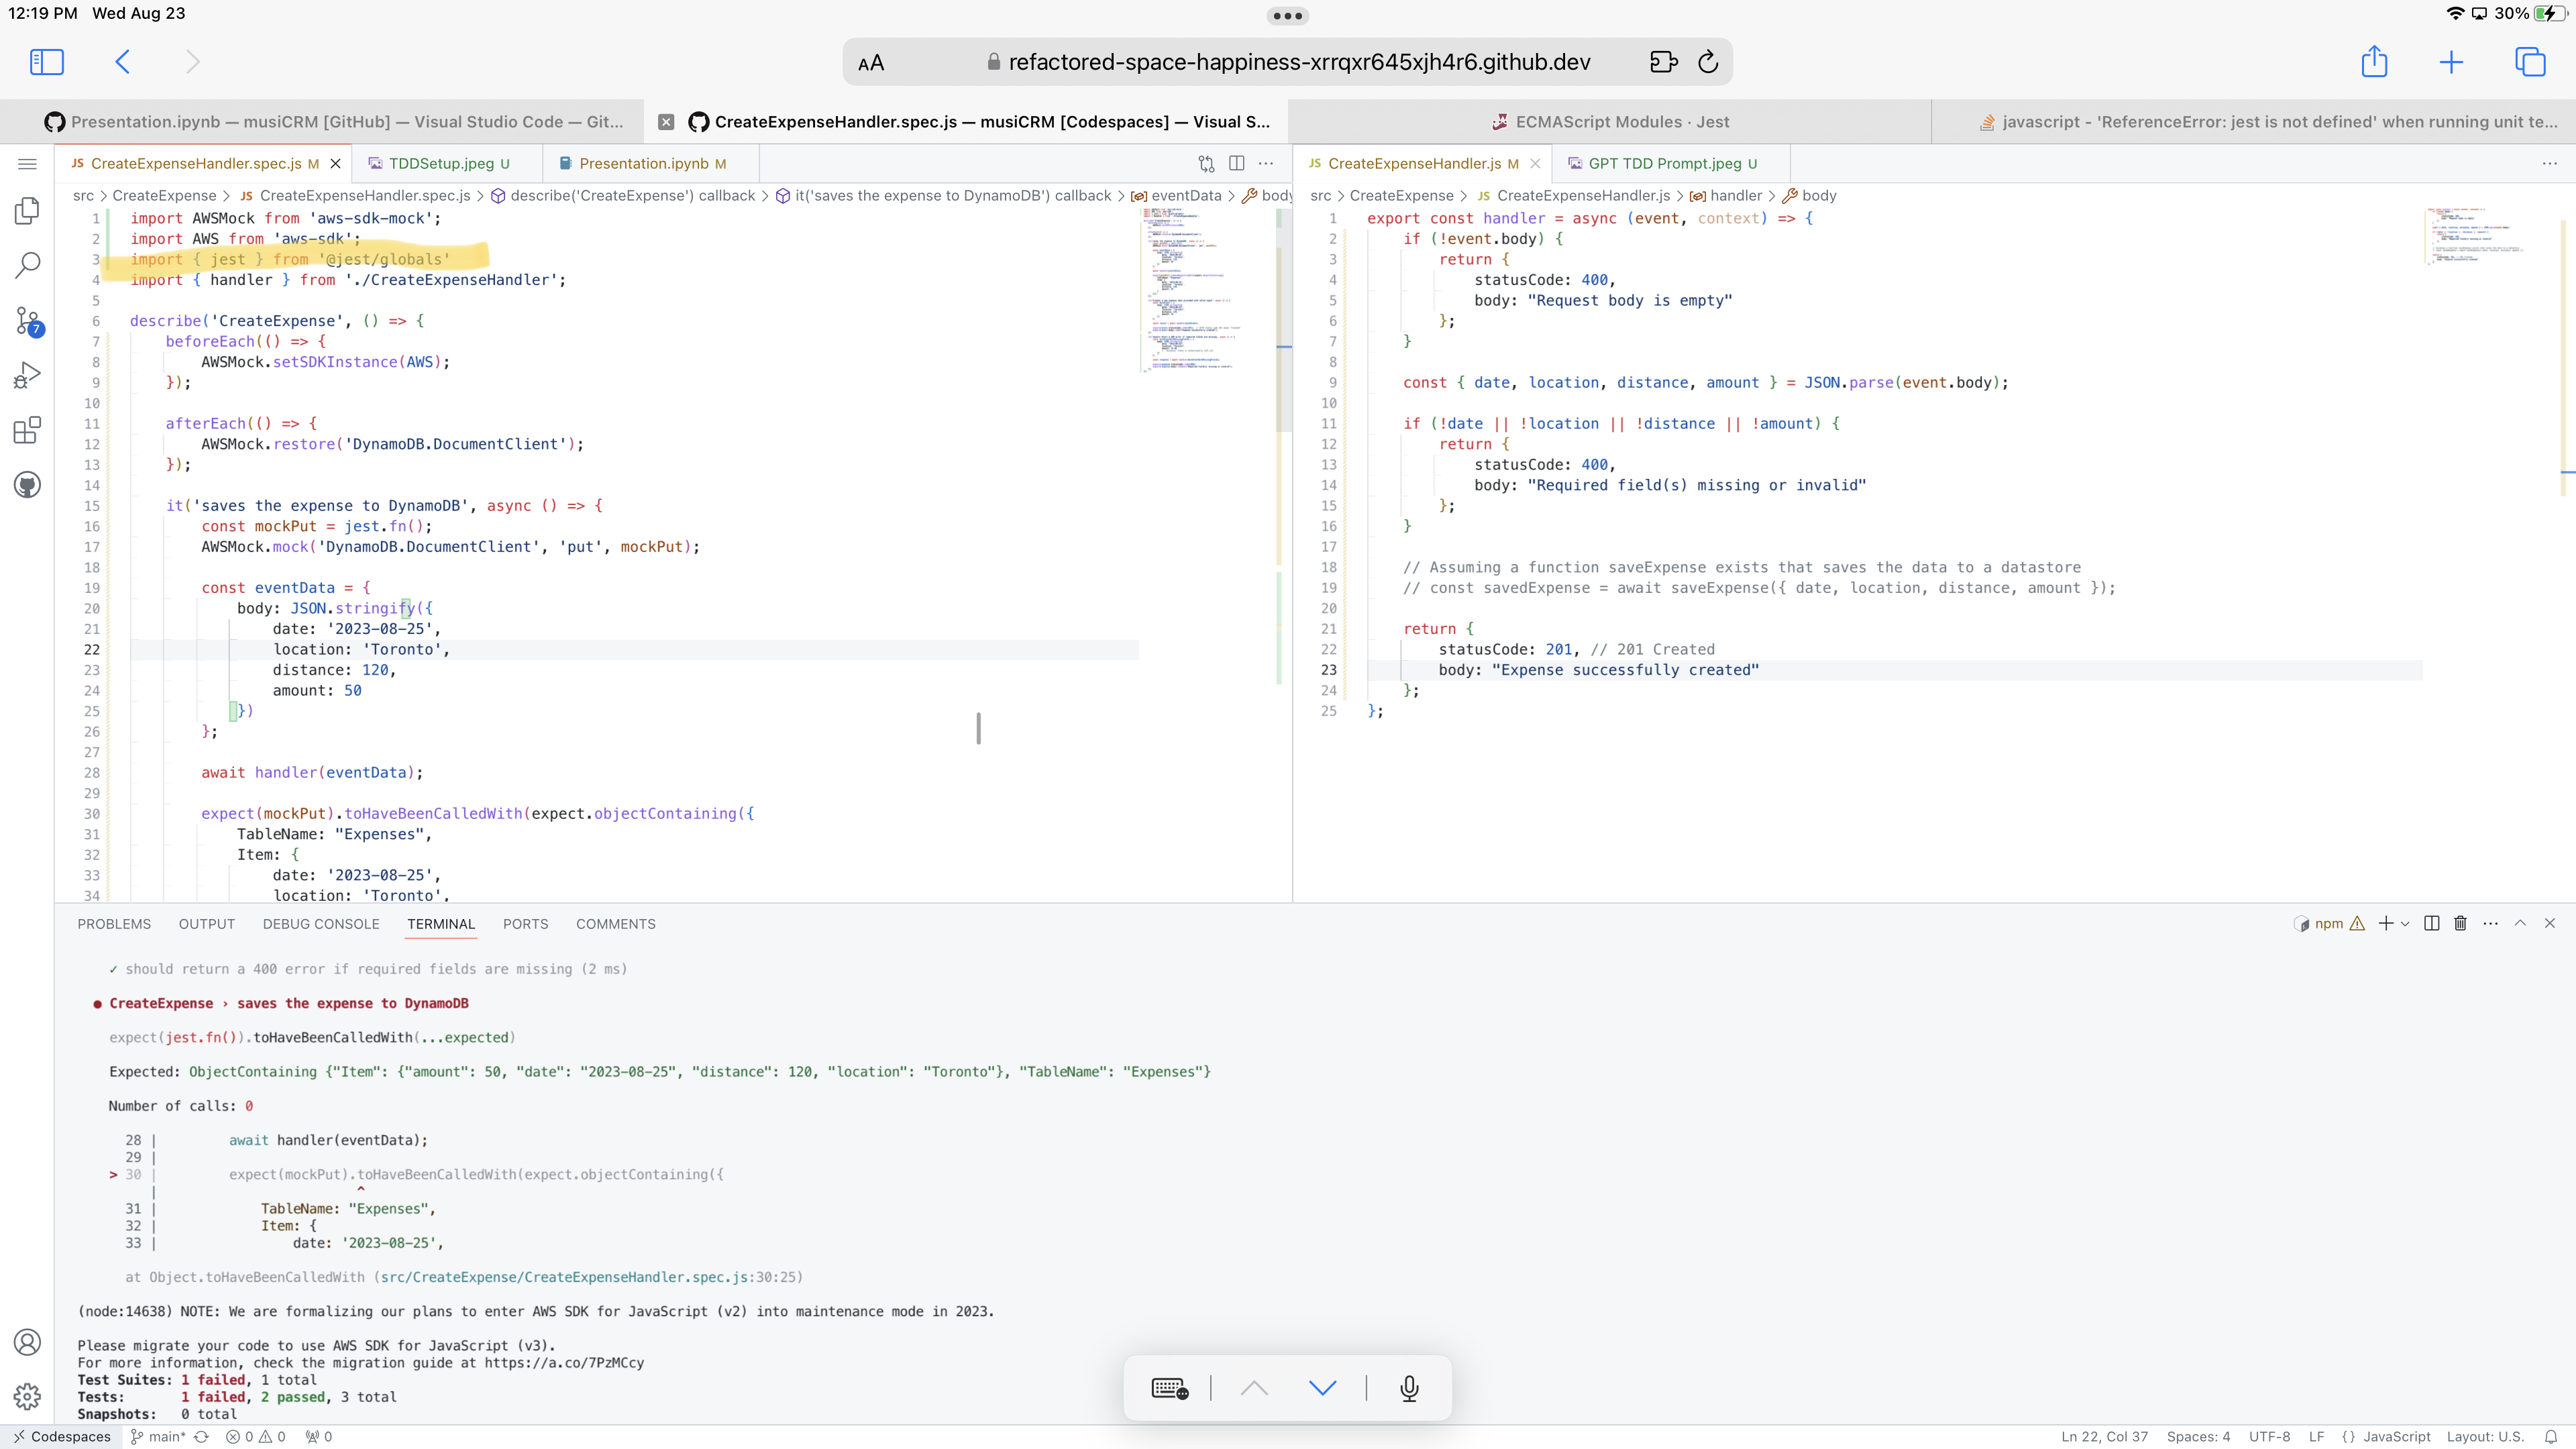 12:19 PM Wed Aug 23
30%
AA refactored-space-happiness-xrrqxr645xjh4r6.github.dev
Presentation.ipynb — musiCRM [GitHub] — Visual Studio Code — Git...
CreateExpenseHandler.spec.js — musiCRM [Codespaces] — Visual S...
ECMAScript Modules · Jest
javascript - 'ReferenceError: jest is not defined' when running unit te...
JS CreateExpenseHandler.spec.js M
TDDSetup.jpeg U
Presentation.ipynb M
src > CreateExpense > JS CreateExpenseHandler.spec.js > describe('CreateExpense') callback > it('saves the expense to DynamoDB') callback > eventData > body
1 import AWSMock from 'aws-sdk-mock';
2 import AWS from 'aws-sdk';
3 import { jest } from '@jest/globals'
4 import { handler } from './CreateExpenseHandler';
5
6 describe('CreateExpense', () => {
7 beforeEach(() => {
8 AWSMock.setSDKInstance(AWS);
9 });
10
11 afterEach(() => {
12 AWSMock.restore('DynamoDB.DocumentClient');
13 });
14
15 it('saves the expense to DynamoDB', async () => {
16 const mockPut = jest.fn();
17 AWSMock.mock('DynamoDB.DocumentClient', 'put', mockPut);
18
19 const eventData = {
20 body: JSON.stringify({
21 date: '2023-08-25',
22 location: 'Toronto',
23 distance: 120,
24 amount: 50
25 })
26 };
27
28 await handler(eventData);
29
30 expect(mockPut).toHaveBeenCalledWith(expect.objectContaining({
31 TableName: "Expenses",
32 Item: {
33 date: '2023-08-25',
34 location: 'Toronto',
JS CreateExpenseHandler.js M
GPT TDD Prompt.jpeg U
src > CreateExpense > JS CreateExpenseHandler.js > handler > body
1 export const handler = async (event, context) => {
2 if (!event.body) {
3 return {
4 statusCode: 400,
5 body: "Request body is empty"
6 };
7 }
8
9 const { date, location, distance, amount } = JSON.parse(event.body);
10
11 if (!date || !location || !distance || !amount) {
12 return {
13 statusCode: 400,
14 body: "Required field(s) missing or invalid"
15 };
16 }
17
18 // Assuming a function saveExpense exists that saves the data to a datastore
19 // const savedExpense = await saveExpense({ date, location, distance, amount });
20
21 return {
22 statusCode: 201, // 201 Created
23 body: "Expense successfully created"
24 };
25 };
7
PROBLEMS OUTPUT DEBUG CONSOLE TERMINAL PORTS COMMENTS
npm
✓ should return a 400 error if required fields are missing (2 ms)
● CreateExpense › saves the expense to DynamoDB
expect(jest.fn()).toHaveBeenCalledWith(...expected)
Expected: ObjectContaining {"Item": {"amount": 50, "date": "2023-08-25", "distance": 120, "location": "Toronto"}, "TableName": "Expenses"}
Number of calls: 0
28 | await handler(eventData);
29 |
> 30 | expect(mockPut).toHaveBeenCalledWith(expect.objectContaining({
| ^
31 | TableName: "Expenses",
32 | Item: {
33 | date: '2023-08-25',
at Object.toHaveBeenCalledWith (src/CreateExpense/CreateExpenseHandler.spec.js:30:25)
(node:14638) NOTE: We are formalizing our plans to enter AWS SDK for JavaScript (v2) into maintenance mode in 2023.
Please migrate your code to use AWS SDK for JavaScript (v3).
For more information, check the migration guide at https://a.co/7PzMCcy
Test Suites: 1 failed, 1 total
Tests: 1 failed, 2 passed, 3 total
Snapshots: 0 total
Codespaces main* 0 0 0
Ln 22, Col 37 Spaces: 4 UTF-8 LF {} JavaScript Layout: U.S.